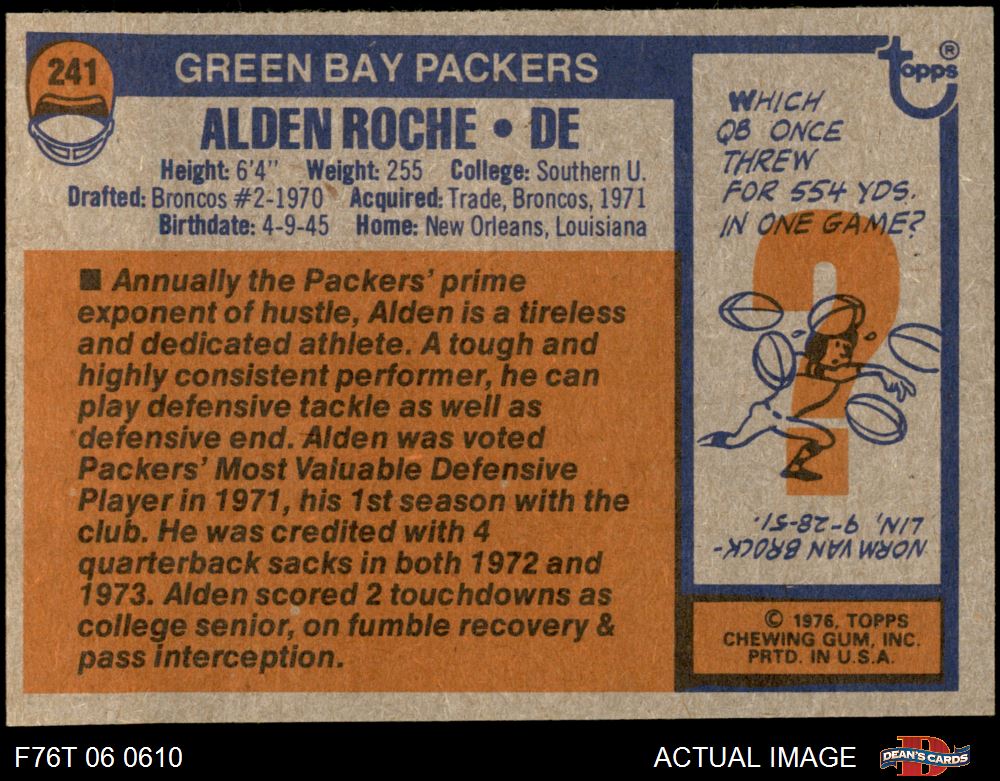 241
GREEN BAY PACKERS
ALDEN ROCHE • DE
Height: 6'4" Weight: 255 College: Southern U.
Drafted: Broncos #2-1970 Acquired: Trade, Broncos, 1971
Birthdate: 4-9-45 Home: New Orleans, Louisiana
■ Annually the Packers' prime
exponent of hustle, Alden is a tireless
and dedicated athlete. A tough and
highly consistent performer, he can
play defensive tackle as well as
defensive end. Alden was voted
Packers' Most Valuable Defensive
Player in 1971, his 1st season with the
club. He was credited with 4
quarterback sacks in both 1972 and
1973. Alden scored 2 touchdowns as
college senior, on fumble recovery &
pass interception.
topps®
WHICH
QB ONCE
THREW
FOR 554 YDS.
IN ONE GAME?
NORM VAN BROCK-
LIN, 9-28-51.
© 1976, TOPPS
CHEWING GUM, INC.
PRTD. IN U.S.A.
F76T 06 0610
ACTUAL IMAGE
DEAN'S CARDS